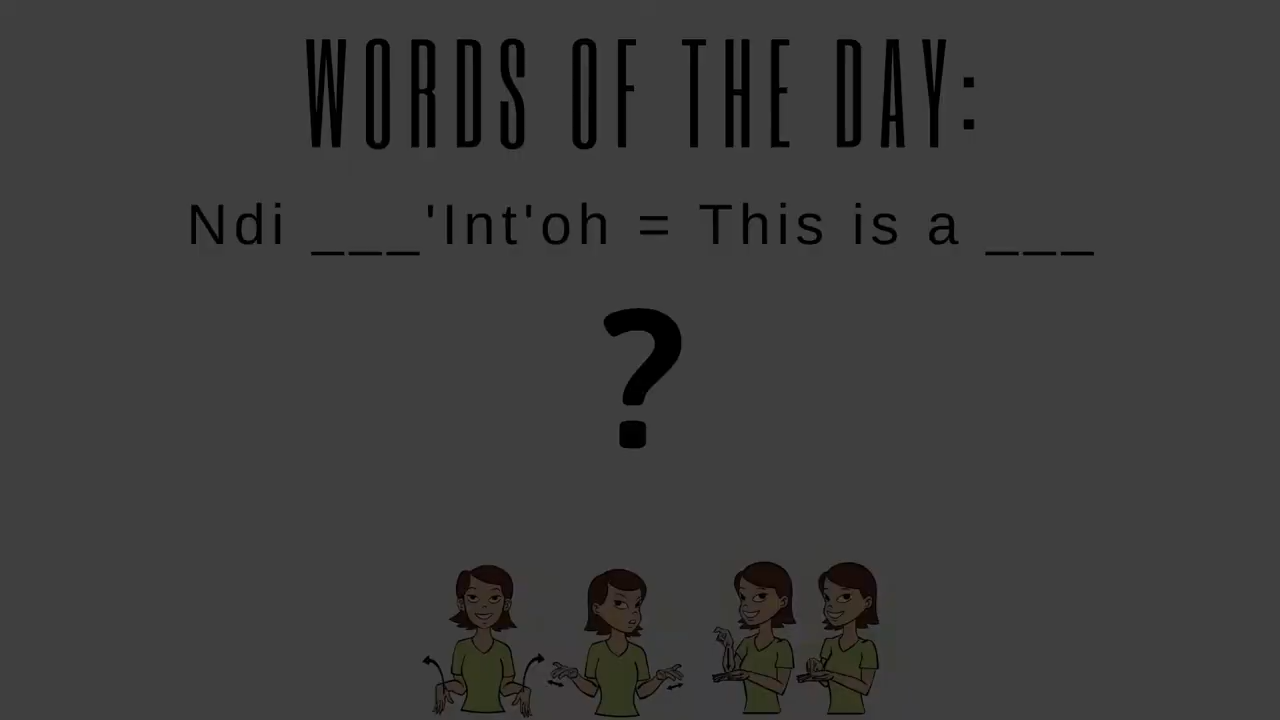 WORDS OF THE DAY:
Ndi ___'Int'oh = This is a ___
?